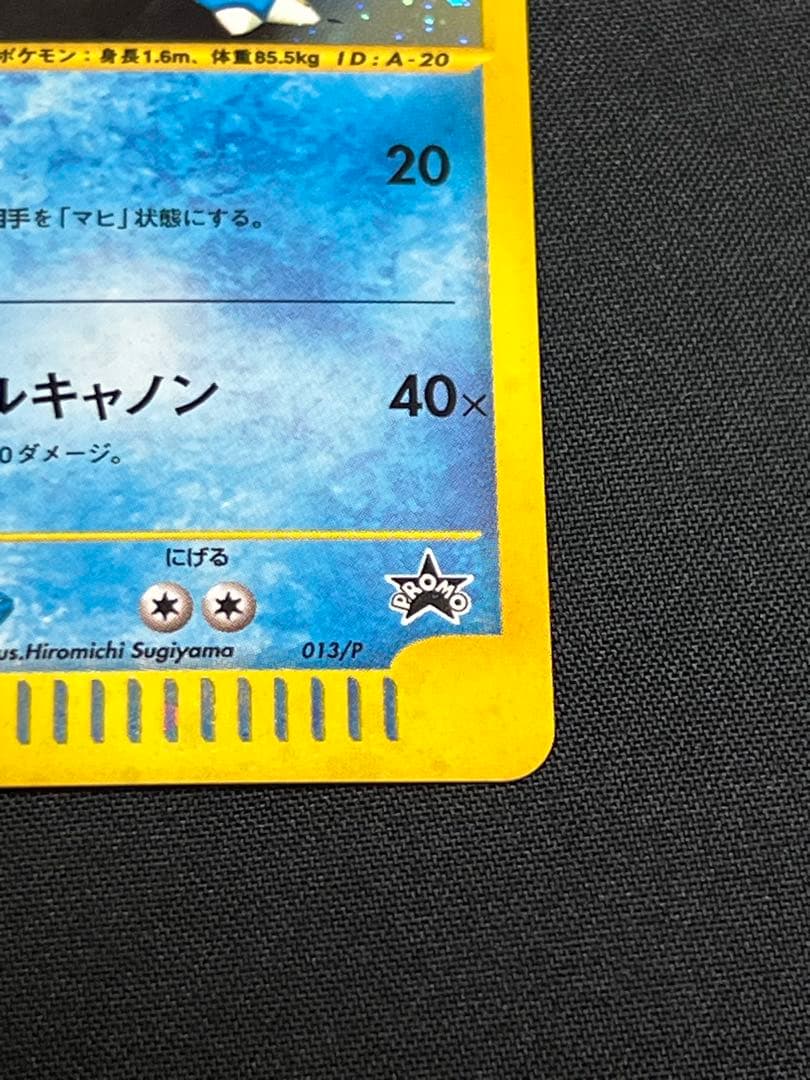 ポケモン：身長1.6m、体重85.5kg ID：A-20
20
相手を「マヒ」状態にする。
ルキャノン 40×
0ダメージ。
にげる
PROMO
us.Hiromichi Sugiyama 013/P